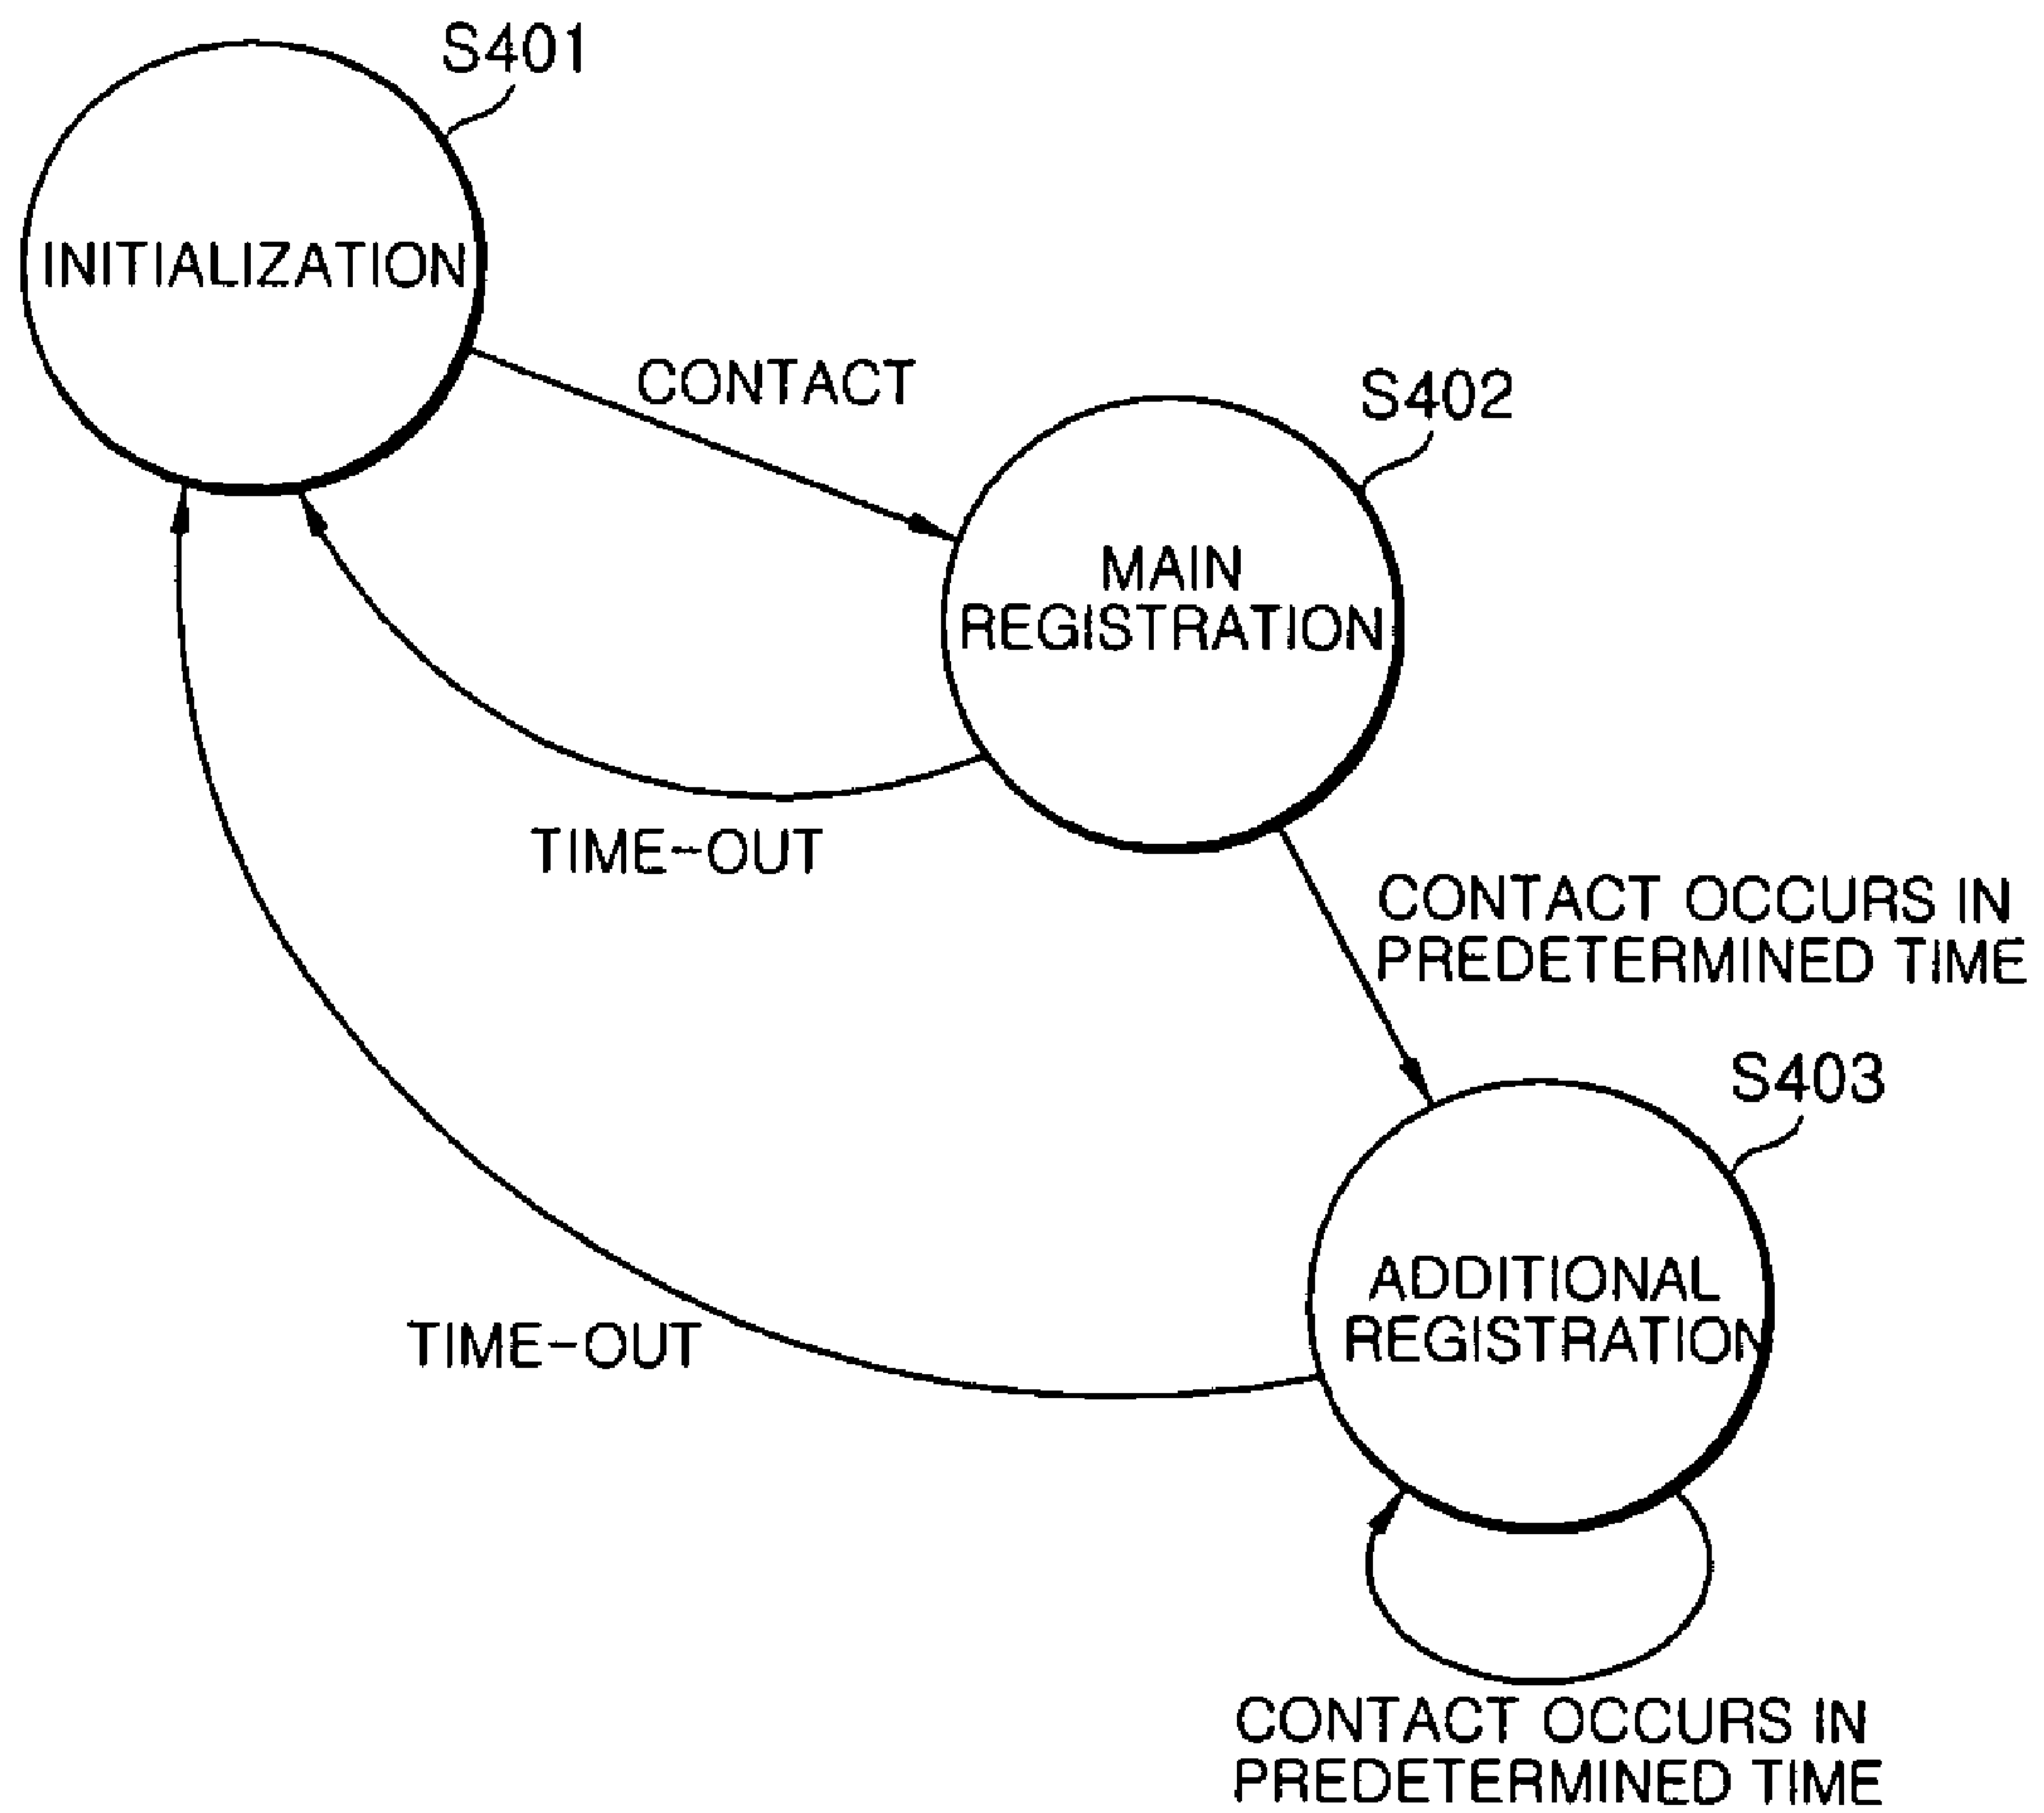 S401
INITIALIZATION
CONTACT
S402
MAIN
REGISTRATION
TIME-OUT
CONTACT OCCURS IN
PREDETERMINED TIME
S403
ADDITIONAL
REGISTRATION
TIME-OUT
CONTACT OCCURS IN
PREDETERMINED TIME